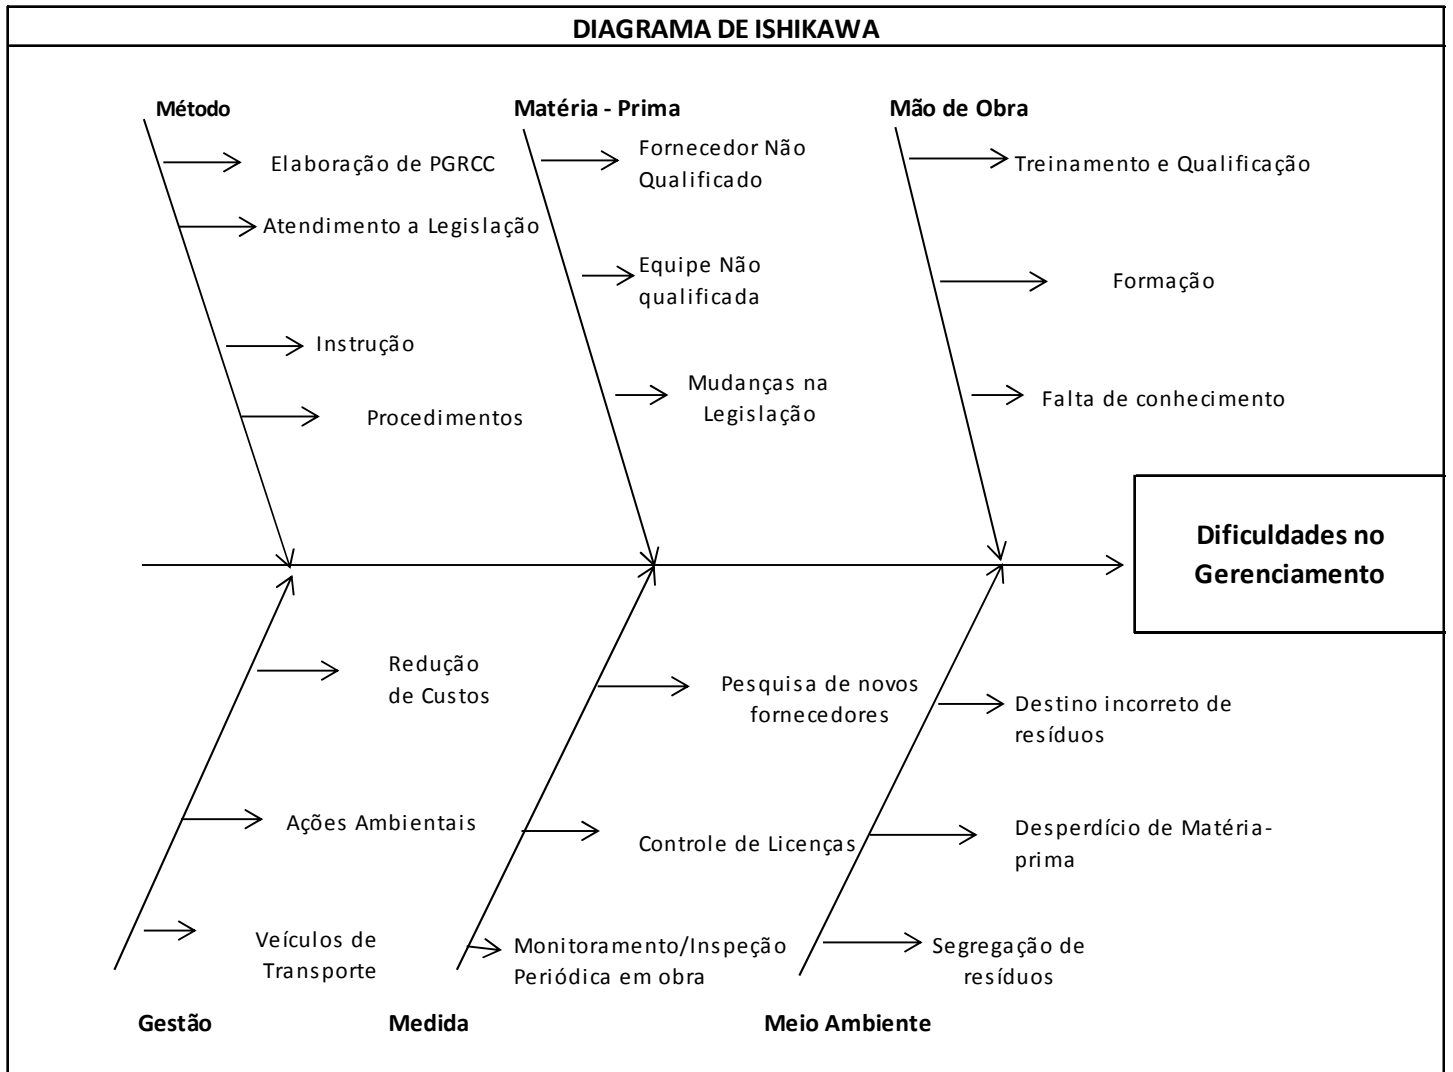 DIAGRAMA DE ISHIKAWA
Método
Elaboração de PGRCC
Atendimento a Legislação
Instrução
Procedimentos
Matéria - Prima
Fornecedor Não
Qualificado
Equipe Não
qualificada
Mudanças na
Legislação
Mão de Obra
Treinamento e Qualificação
Formação
Falta de conhecimento
Dificuldades no
Gerenciamento
Redução
de Custos
Ações Ambientais
Veículos de
Transporte
Gestão
Pesquisa de novos
fornecedores
Controle de Licenças
Monitoramento/Inspeção
Periódica em obra
Medida
Destino incorreto de
resíduos
Desperdício de Matéria-
prima
Segregação de
resíduos
Meio Ambiente